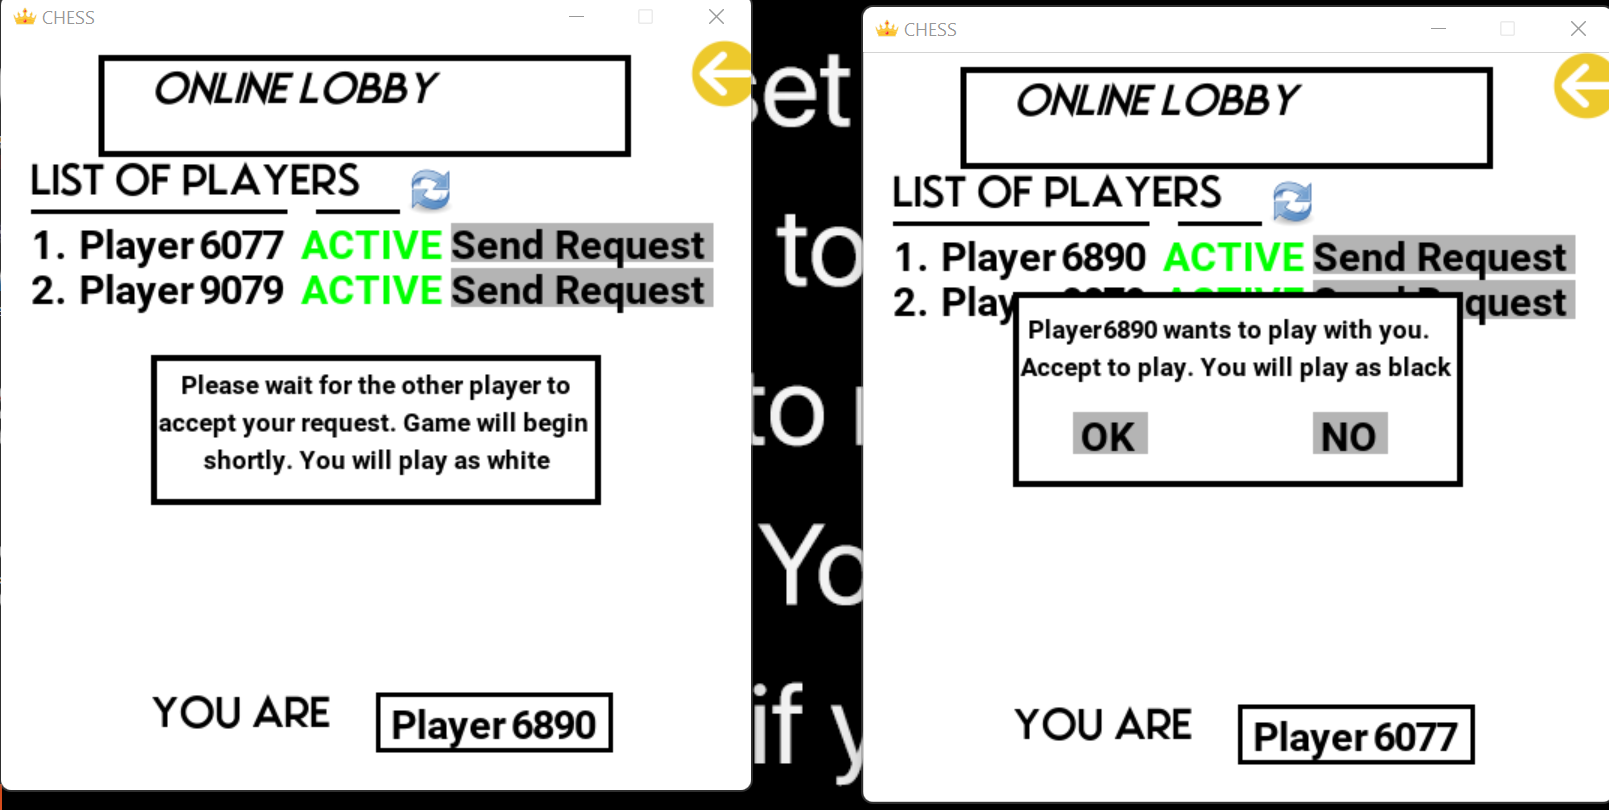 CHESS
ONLINE LOBBY
LIST OF PLAYERS
1. Player 6077 ACTIVE Send Request
2. Player 9079 ACTIVE Send Request
Please wait for the other player to
accept your request. Game will begin
shortly. You will play as white
YOU ARE Player 6890
set
to
to
Yo
if y
CHESS
ONLINE LOBBY
LIST OF PLAYERS
1. Player 6890 ACTIVE Send Request
2. Play quest
Player6890 wants to play with you.
Accept to play. You will play as black
OK NO
YOU ARE Player 6077